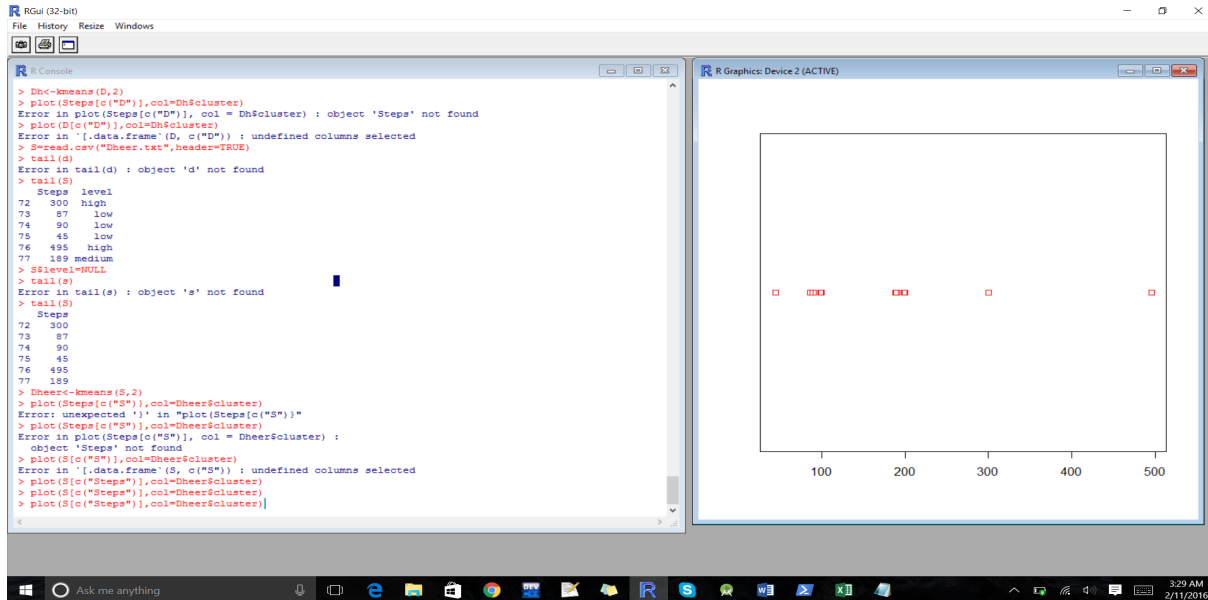 RGui (32-bit)
File History Resize Windows
R Console
> Dh<-kmeans(D,2)
> plot(Steps[c("D")],col=Dh$cluster)
Error in plot(Steps[c("D")], col = Dh$cluster) : object 'Steps' not found
> plot(D[c("D")],col=Dh$cluster)
Error in `[.data.frame`(D, c("D")) : undefined columns selected
> S=read.csv("Dheer.txt",header=TRUE)
> tail(d)
Error in tail(d) : object 'd' not found
> tail(S)
Steps level
72 300 high
73 87 low
74 90 low
75 45 low
76 495 high
77 189 medium
> S$level=NULL
> tail(s)
Error in tail(s) : object 's' not found
> tail(S)
Steps
72 300
73 87
74 90
75 45
76 495
77 189
> Dheer<-kmeans(S,2)
> plot(Steps[c("S")},col=Dheer$cluster)
Error: unexpected '}' in "plot(Steps[c("S")}"
> plot(Steps[c("S")],col=Dheer$cluster)
Error in plot(Steps[c("S")], col = Dheer$cluster) :
object 'Steps' not found
> plot(S[c("S")],col=Dheer$cluster)
Error in `[.data.frame`(S, c("S")) : undefined columns selected
> plot(S[c("Steps")],col=Dheer$cluster)
> plot(S[c("Steps")],col=Dheer$cluster)
> plot(S[c("Steps")],col=Dheer$cluster)
R Graphics: Device 2 (ACTIVE)
100 200 300 400 500
Ask me anything
3:29 AM
2/11/2016